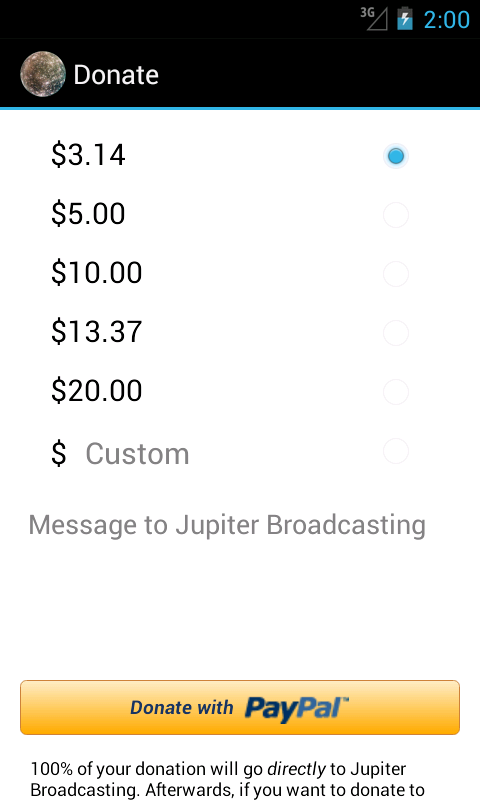 3G 2:00
Donate
$3.14
$5.00
$10.00
$13.37
$20.00
$ Custom
Message to Jupiter Broadcasting
Donate with PayPal™
100% of your donation will go directly to Jupiter
Broadcasting. Afterwards, if you want to donate to